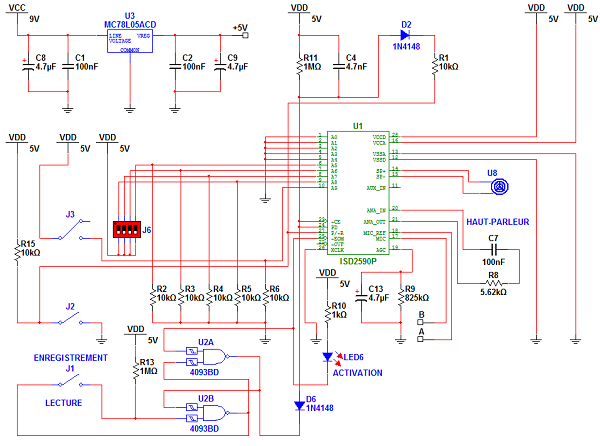 VCC
9V
U3
MC78L05ACD
LINE VREG
VOLTAGE
COMMON
+5V
C8
4.7µF
C1
100nF
C2
100nF
C9
4.7µF
VDD
5V
R11
1MΩ
C4
4.7nF
D2
1N4148
R1
10kΩ
VDD
5V
VDD
5V
U1
A0
A1
A2
A3
A4
A5
A6
A7
A8
A9
~CE
PD
P/~R
~EOM
~OVF
XCLK
VCCD
VCCA
VSSA
VSSD
SP+
SP-
AUX_IN
ANA_IN
ANA_OUT
MIC_REF
MIC
AGC
ISD2590P
U8
HAUT-PARLEUR
C7
100nF
R8
5.62kΩ
VDD
5V
VDD
5V
VDD
5V
J3
J6
R15
10kΩ
R2
10kΩ
R3
10kΩ
R4
10kΩ
R5
10kΩ
R6
10kΩ
J2
ENREGISTREMENT
J1
LECTURE
VDD
5V
R13
1MΩ
U2A
4093BD
U2B
4093BD
VDD
5V
R10
1kΩ
LED6
ACTIVATION
D6
1N4148
C13
4.7µF
R9
825kΩ
B
A